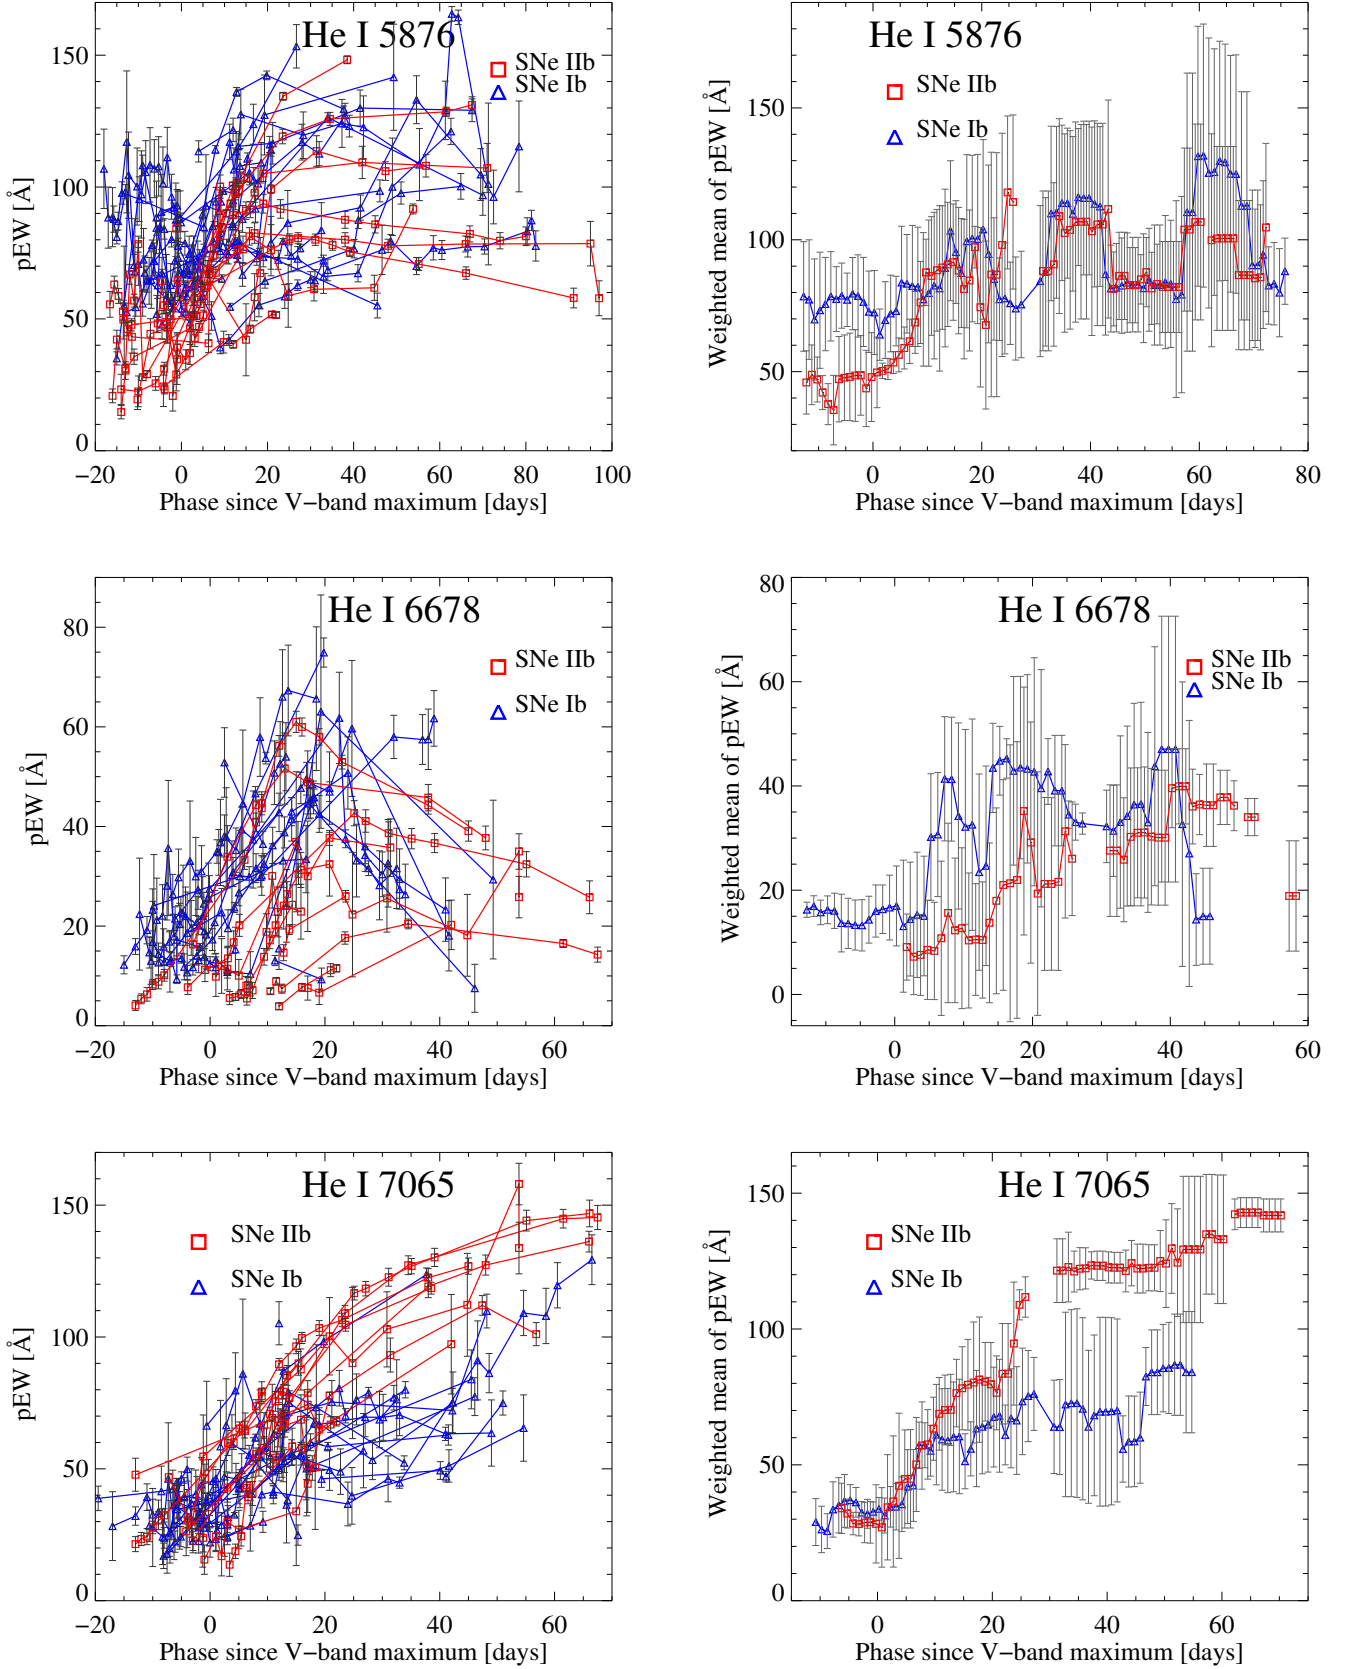 He I 5876
SNe IIb
SNe Ib
pEW [Å]
0
50
100
150
−20
0
20
40
60
80
100
Phase since V−band maximum [days]
He I 5876
SNe IIb
SNe Ib
Weighted mean of pEW [Å]
50
100
150
0
20
40
60
80
Phase since V−band maximum [days]
He I 6678
SNe IIb
SNe Ib
pEW [Å]
0
20
40
60
80
−20
0
20
40
60
Phase since V−band maximum [days]
He I 6678
SNe IIb
SNe Ib
Weighted mean of pEW [Å]
0
20
40
60
80
0
20
40
60
Phase since V−band maximum [days]
He I 7065
SNe IIb
SNe Ib
pEW [Å]
0
50
100
150
−20
0
20
40
60
Phase since V−band maximum [days]
He I 7065
SNe IIb
SNe Ib
Weighted mean of pEW [Å]
0
50
100
150
0
20
40
60
Phase since V−band maximum [days]